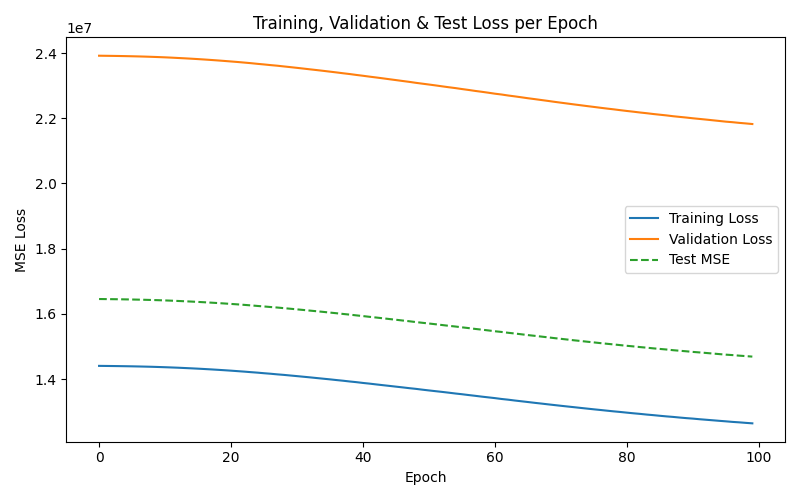 Training, Validation & Test Loss per Epoch
1e7
2.4
2.2
2.0
1.8
1.6
1.4
MSE Loss
Training Loss
Validation Loss
Test MSE
0 20 40 60 80 100
Epoch